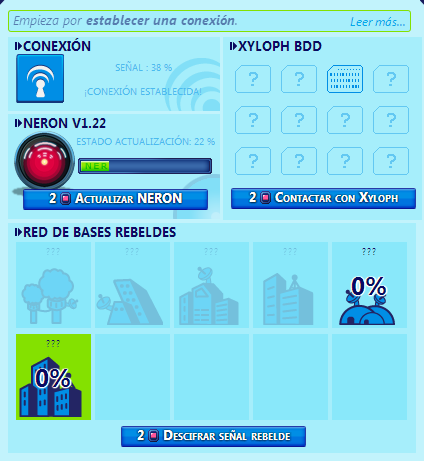 Empieza por establecer una conexión. Leer más...
CONEXIÓN
SEÑAL : 38 %
¡CONEXIÓN ESTABLECIDA!
NERON V1.22
ESTADO ACTUALIZACIÓN: 22 %
NER
2 ACTUALIZAR NERON
XYLOPH BDD
? ? ?
? ? ? ?
? ? ? ?
2 CONTACTAR CON XYLOPH
RED DE BASES REBELDES
??? ??? ??? ??? ???
0%
???
0%
2 DESCIFRAR SEÑAL REBELDE